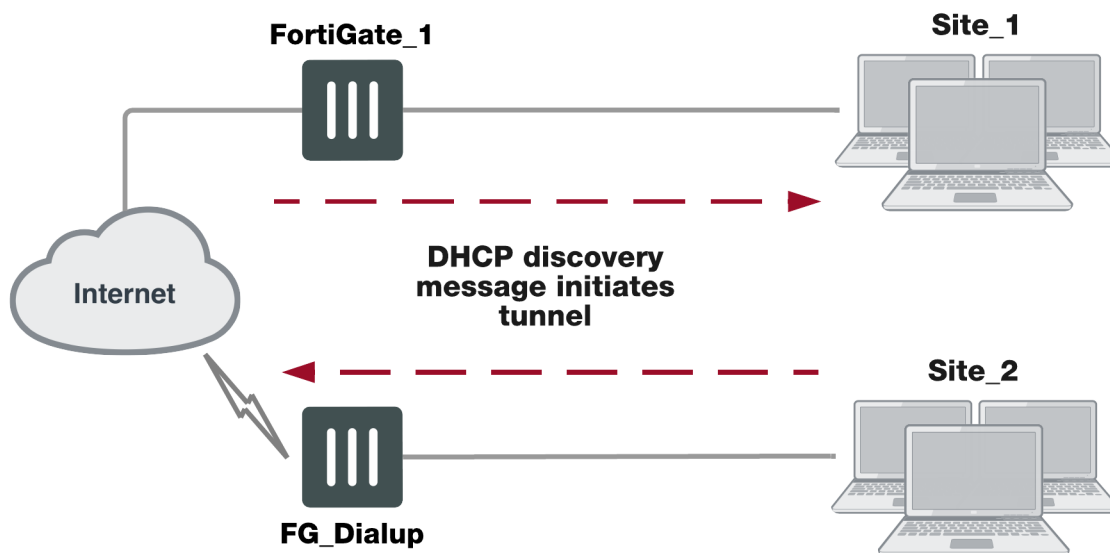 FortiGate_1
Site_1
DHCP discovery
message initiates
tunnel
Internet
Site_2
FG_Dialup